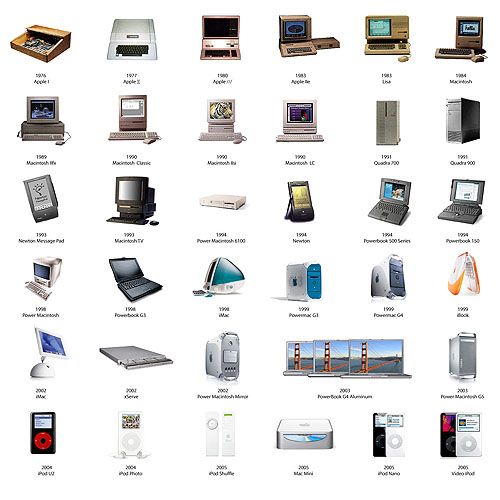 1976
Apple I
1977
Apple ][
1980
Apple ///
1983
Apple IIe
1983
Lisa
1984
Macintosh
1989
Macintosh IIfx
1990
Macintosh Classic
1990
Macintosh IIsi
1990
Macintosh LC
1991
Quadra 700
1991
Quadra 900
1993
Newton Message Pad
1993
Macintosh TV
1994
Power Macintosh 6100
1994
Newton
1994
Powerbook 500 Series
1994
Powerbook 150
1998
Power Macintosh
1998
Powerbook G3
1998
iMac
1999
Powermac G3
1999
Powermac G4
1999
iBook
2002
iMac
2002
xServe
2002
Power Macintosh Mirror
2003
PowerBook G4 Aluminum
2003
Power Macintosh G5
2004
iPod U2
2004
iPod Photo
2005
iPod Shuffle
2005
Mac Mini
2005
iPod Nano
2005
Video iPod